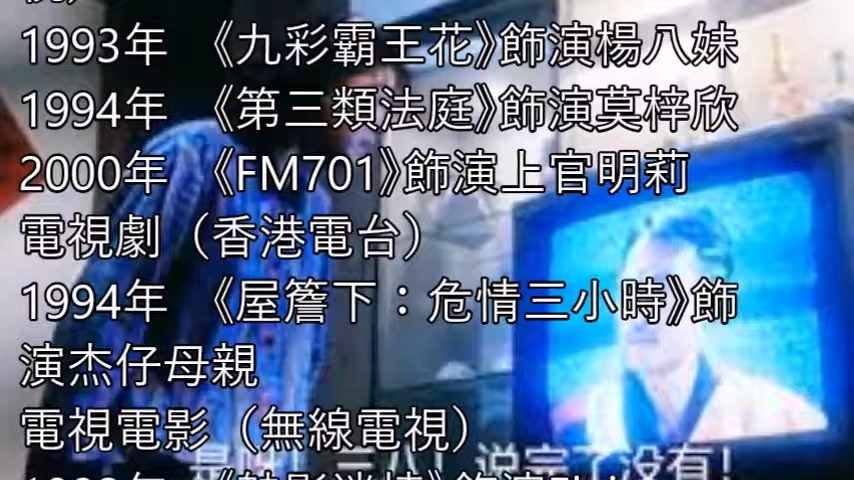 1993年 《九彩霸王花》飾演楊八妹
1994年 《第三類法庭》飾演莫梓欣
2000年 《FM701》飾演上官明莉
電視劇（香港電台）
1994年 《屋簷下：危情三小時》飾
演杰仔母親
電視電影（無線電視）
说完了没有！